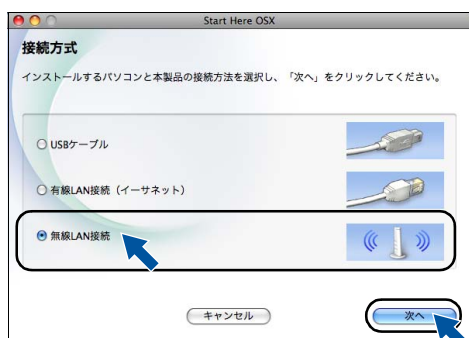 Start Here OSX
接続方式
インストールするパソコンと本製品の接続方法を選択し、「次へ」をクリックしてください。
USBケーブル
有線LAN接続（イーサネット）
無線LAN接続
キャンセル
次へ